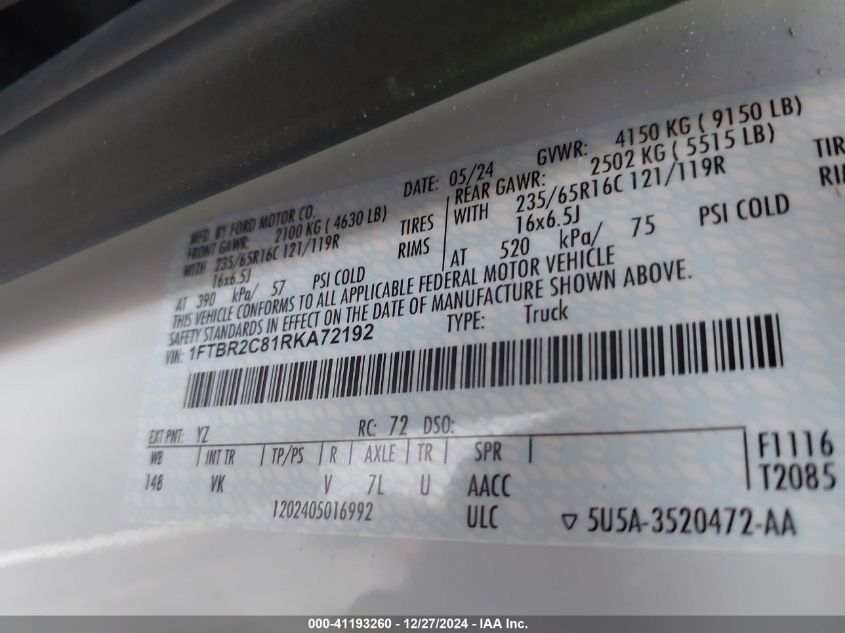 MFD. BY FORD MOTOR CO. DATE: 05/24 GVWR: 4150 KG ( 9150 LB)
FRONT GAWR: 2100 KG ( 4630 LB) REAR GAWR: 2502 KG ( 5515 LB)
WITH 235/65R16C 121/119R TIRES WITH 235/65R16C 121/119R TIR
16x6.5J RIMS 16x6.5J RI
AT 390 kPa/ 57 PSI COLD AT 520 kPa/ 75 PSI COLD
THIS VEHICLE CONFORMS TO ALL APPLICABLE FEDERAL MOTOR VEHICLE
SAFETY STANDARDS IN EFFECT ON THE DATE OF MANUFACTURE SHOWN ABOVE.
VIN: 1FTBR2C81RKA72192 TYPE: Truck
EXT PNT: YZ RC: 72 DSO:
WB INT TR TP/PS R AXLE TR SPR F1116
148 VK V 7L U AACC T2085
1202405016992 ULC ▽ 5U5A-3520472-AA
000-41193260 - 12/27/2024 - IAA Inc.